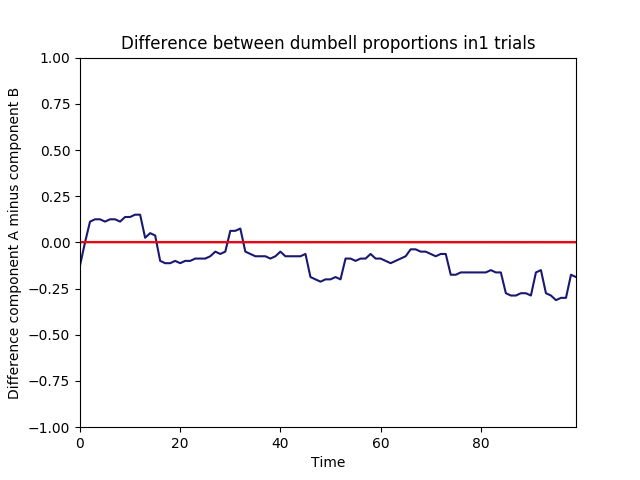 Difference between dumbell proportions in1 trials
Difference component A minus component B
1.00
0.75
0.50
0.25
0.00
−0.25
−0.50
−0.75
−1.00
0 20 40 60 80
Time